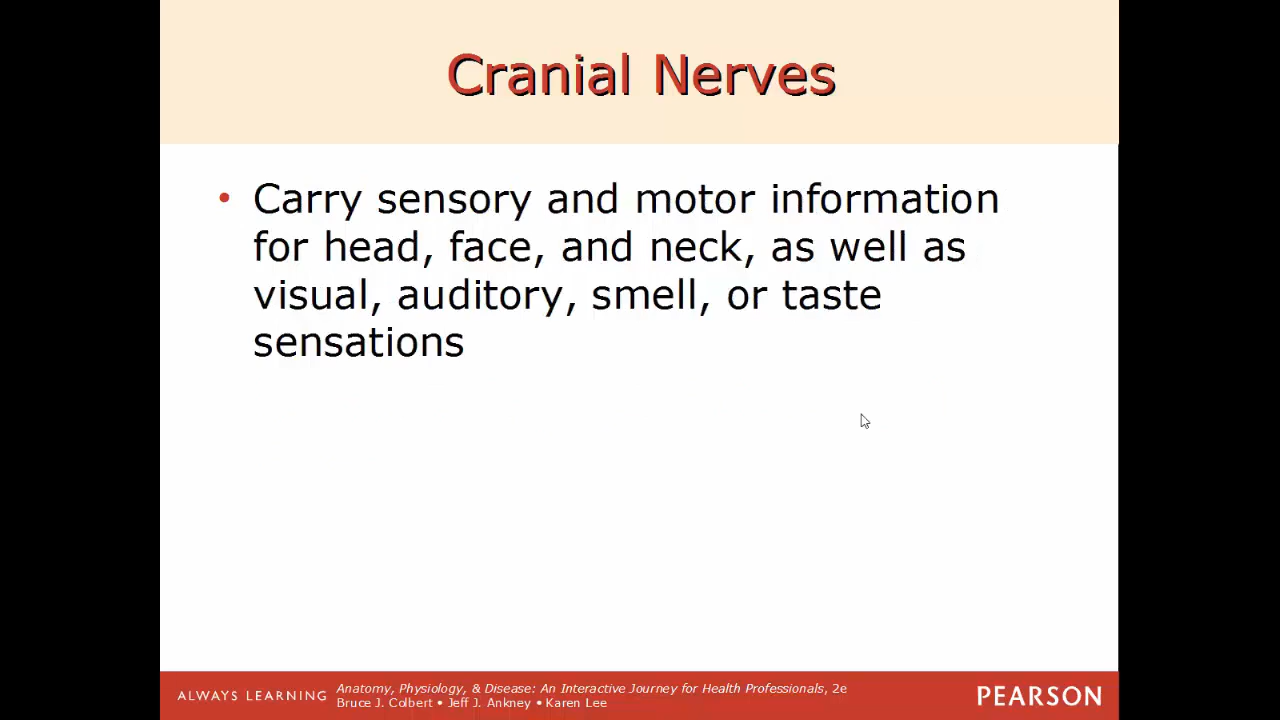 Cranial Nerves
• Carry sensory and motor information
for head, face, and neck, as well as
visual, auditory, smell, or taste
sensations
ALWAYS LEARNING
Anatomy, Physiology, & Disease: An Interactive Journey for Health Professionals, 2e
Bruce J. Colbert • Jeff J. Ankney • Karen Lee
PEARSON